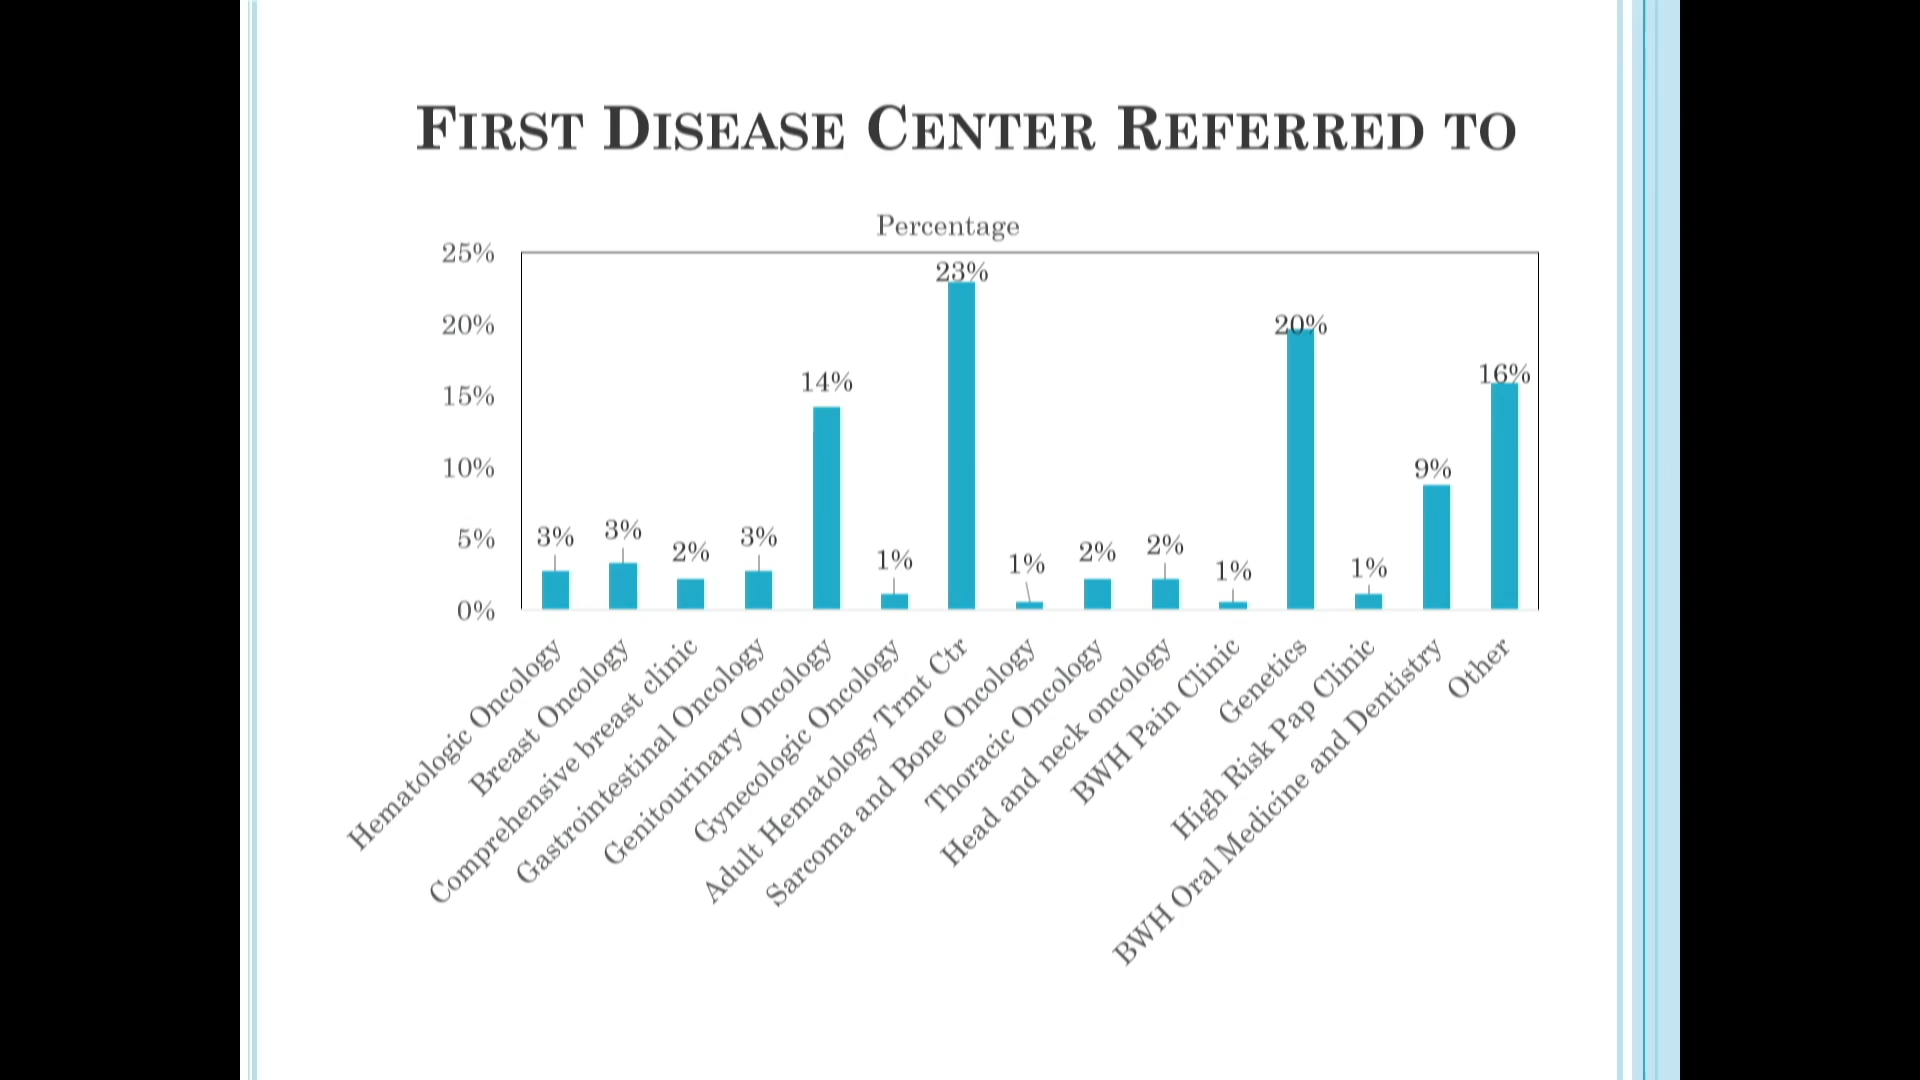 FIRST DISEASE CENTER REFERRED TO
Percentage
25%
20%
15%
10%
5%
0%
3%
3%
2%
3%
14%
1%
23%
1%
2%
2%
1%
20%
1%
9%
16%
Hematologic Oncology
Breast Oncology
Comprehensive breast clinic
Gastrointestinal Oncology
Genitourinary Oncology
Gynecologic Oncology
Adult Hematology Trmt Ctr
Sarcoma and Bone Oncology
Thoracic Oncology
Head and neck oncology
BWH Pain Clinic
Genetics
High Risk Pap Clinic
BWH Oral Medicine and Dentistry
Other